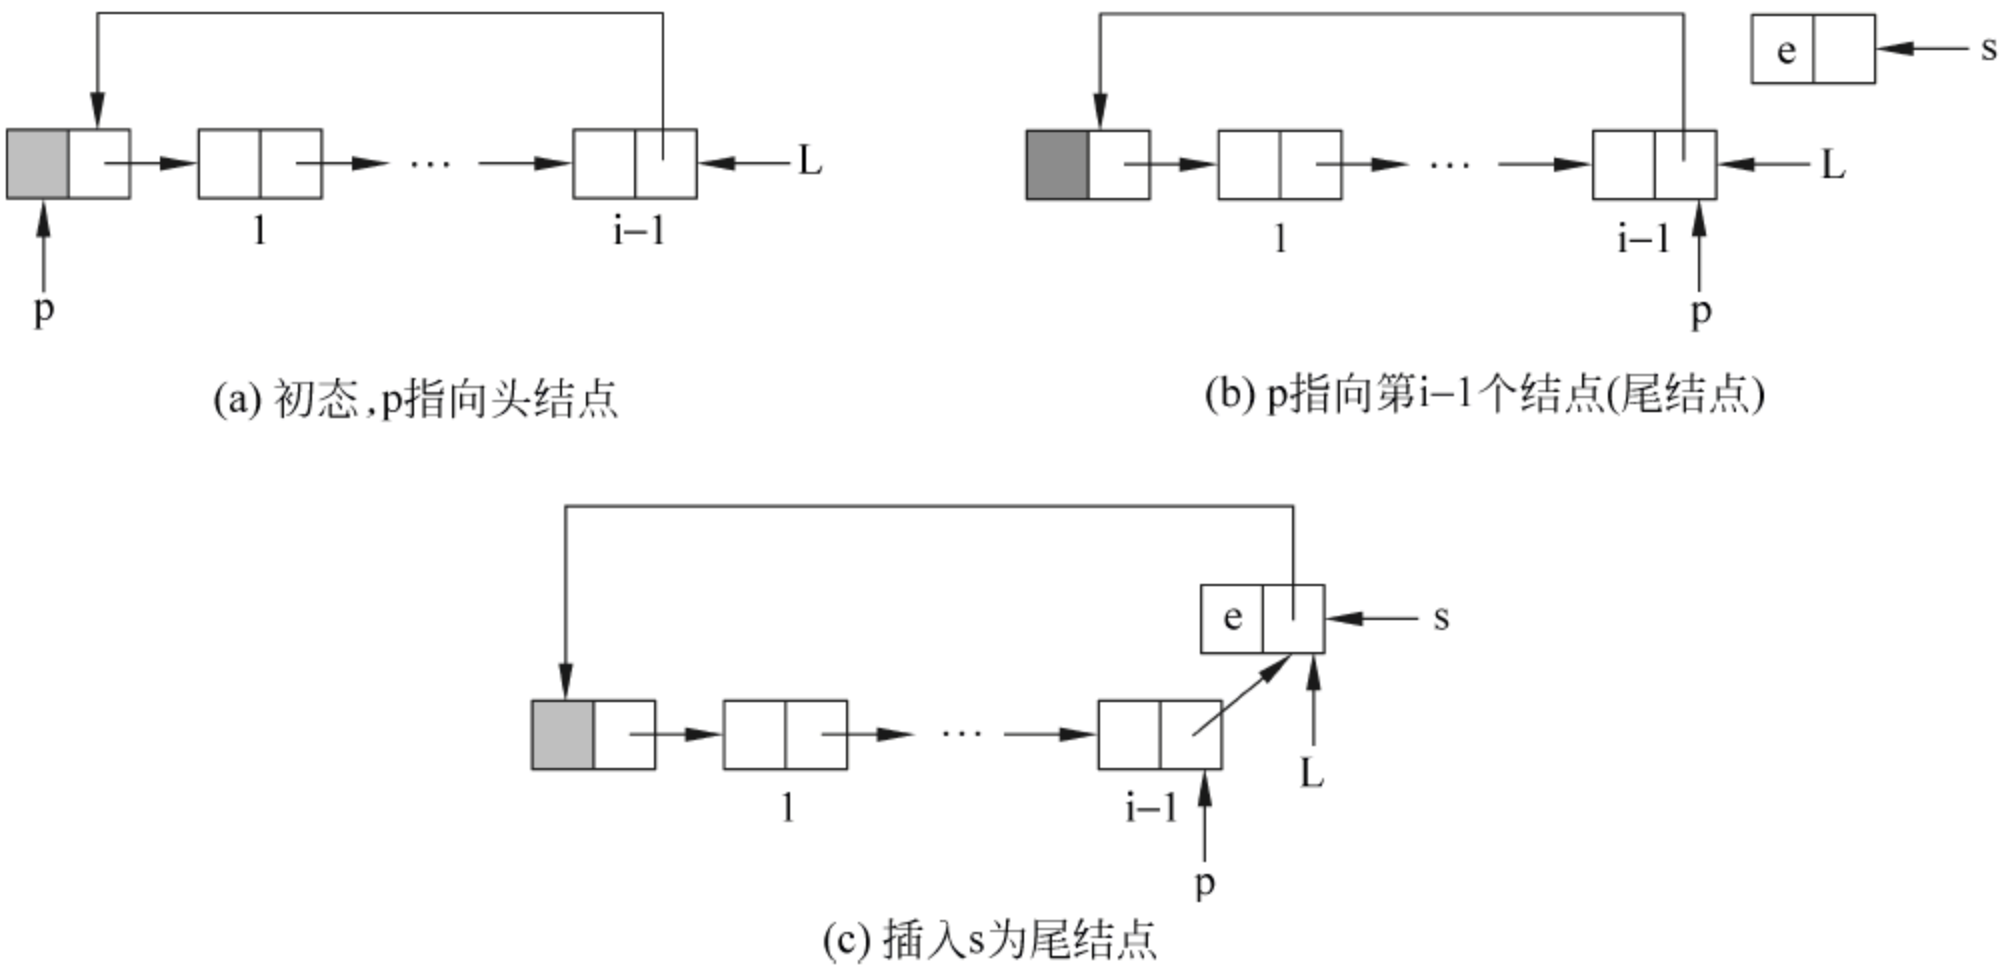 e s
… L … L
1 i−1 1 i−1
p p
(a) 初态,p指向头结点 (b) p指向第i−1个结点(尾结点)
e s
…
L
1 i−1
p
(c) 插入s为尾结点